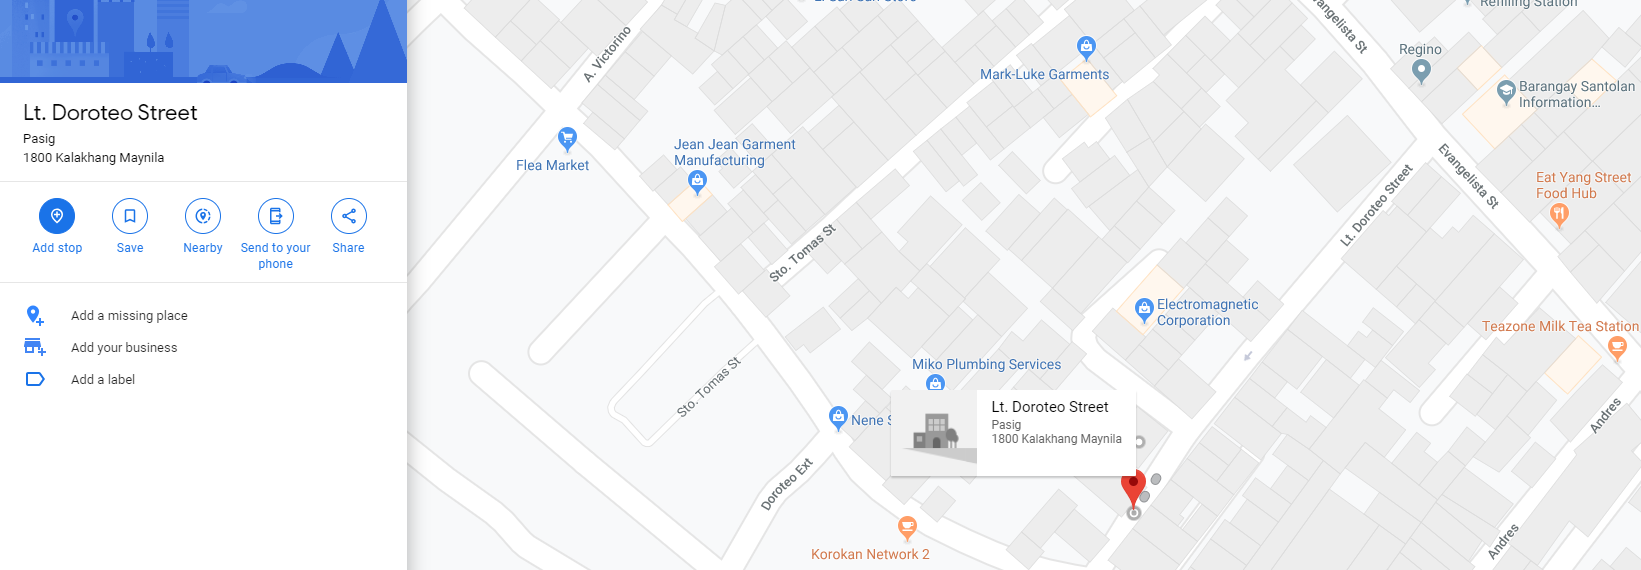 Lt. Doroteo Street
Pasig
1800 Kalakhang Maynila
Add stop
Save
Nearby
Send to your
phone
Share
Add a missing place
Add your business
Add a label
Refilling Station
A. Victorino
Evangelista St
Regino
Mark-Luke Garments
Barangay Santolan
Information...
Jean Jean Garment
Manufacturing
Flea Market
Evangelista St
Eat Yang Street
Food Hub
Lt. Doroteo Street
Sto. Tomas St
Electromagnetic
Corporation
Teazone Milk Tea Station
Miko Plumbing Services
Sto. Tomas St
Nene S
Lt. Doroteo Street
Pasig
1800 Kalakhang Maynila
Andres
Doroteo Ext
Korokan Network 2
Andres